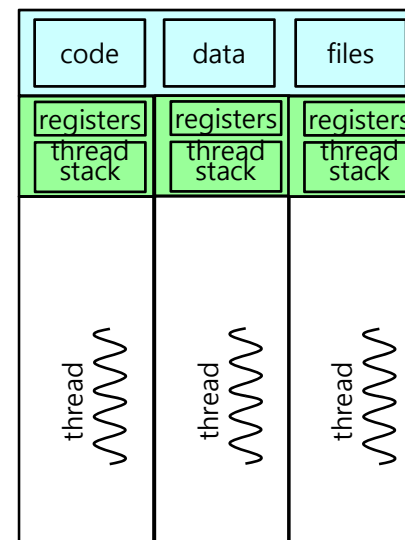 code data files
registers registers registers
thread thread thread
stack stack stack
thread thread thread